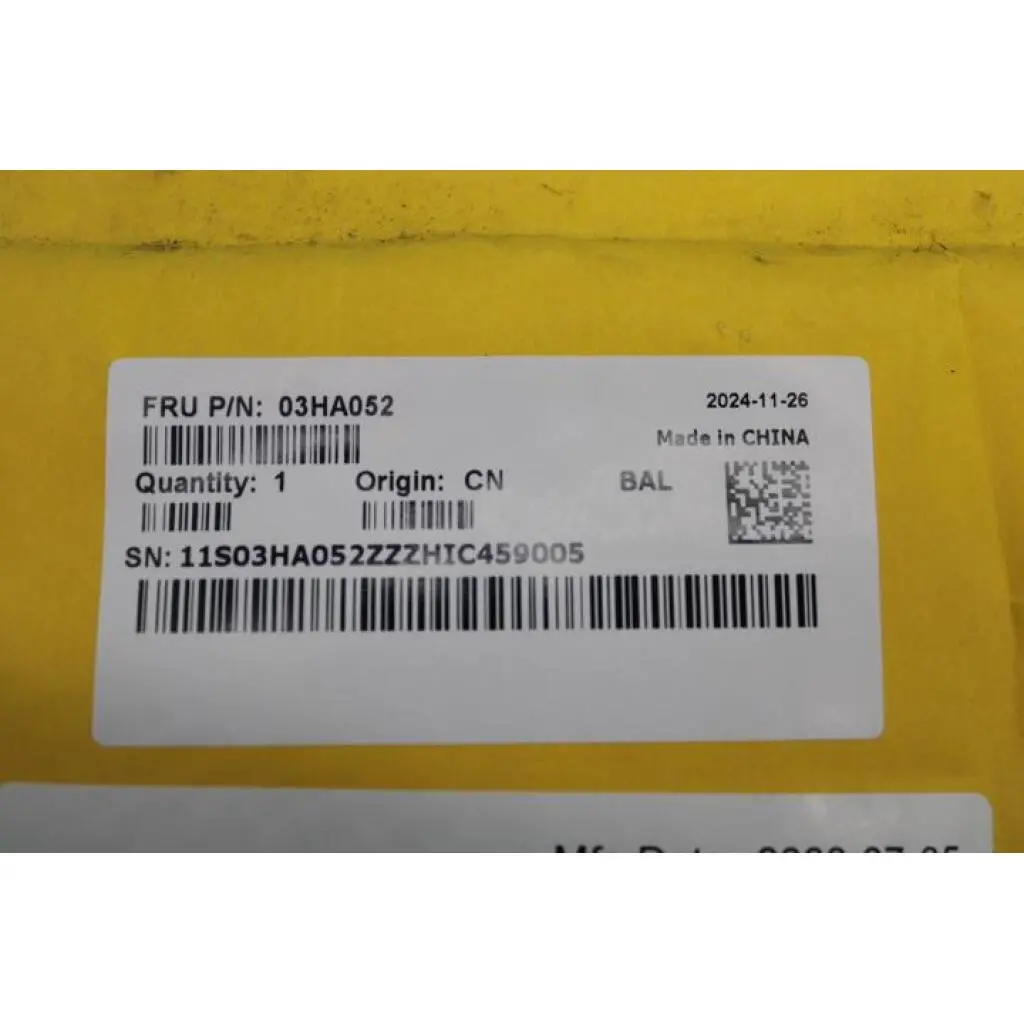 FRU P/N: 03HA052
2024-11-26
Made in CHINA
Quantity: 1 Origin: CN BAL
SN: 11S03HA052ZZZHIC459005